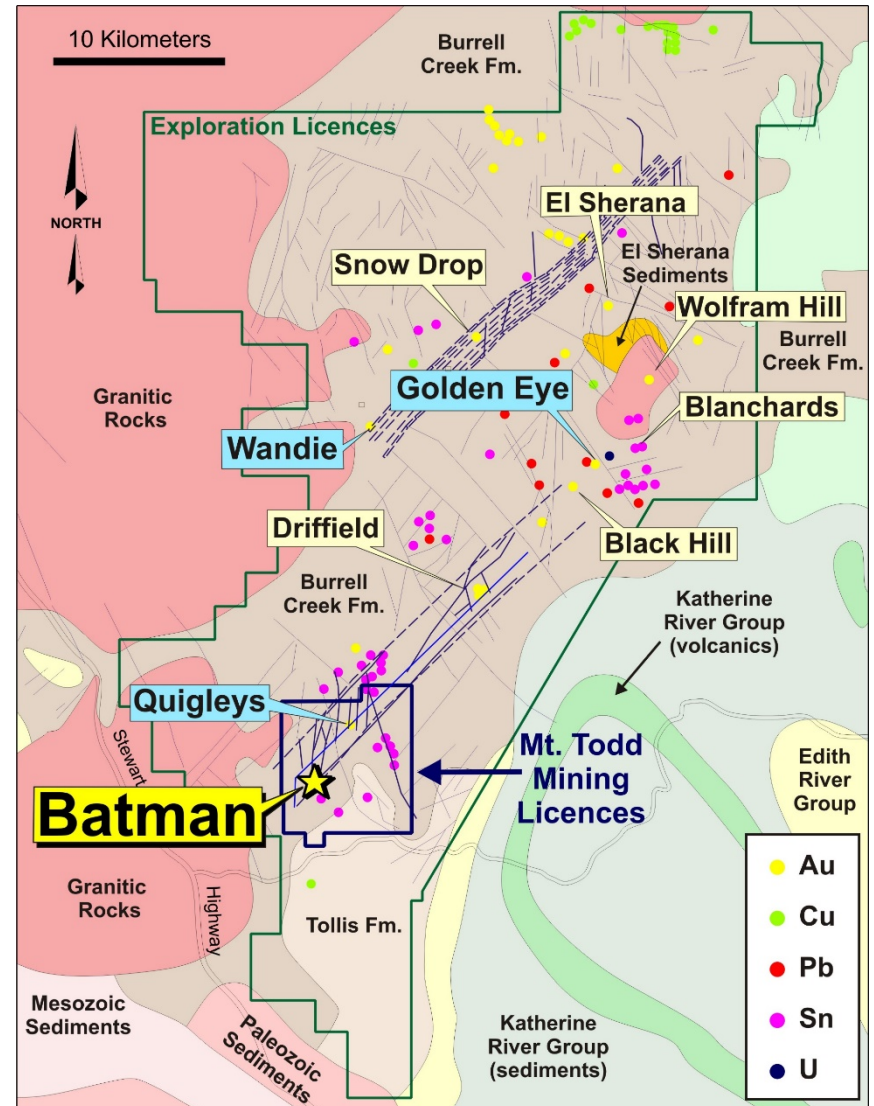 10 Kilometers
Burrell
Creek Fm.
Exploration Licences
NORTH
El Sherana
El Sherana
Sediments
Snow Drop
Wolfram Hill
Burrell
Creek Fm.
Granitic
Rocks
Golden Eye
Blanchards
Wandie
Driffield
Black Hill
Burrell
Creek Fm.
Katherine
River Group
(volcanics)
Quigleys
Stewart
Mt. Todd
Mining
Licences
Edith
River
Group
Batman
Granitic
Rocks
Highway
Tollis Fm.
Mesozoic
Sediments
Paleozoic
Sediments
Katherine
River Group
(sediments)
Au
Cu
Pb
Sn
U